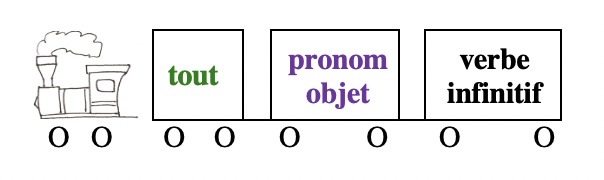 tout
pronom
objet
verbe
infinitif
O O O O O O O O